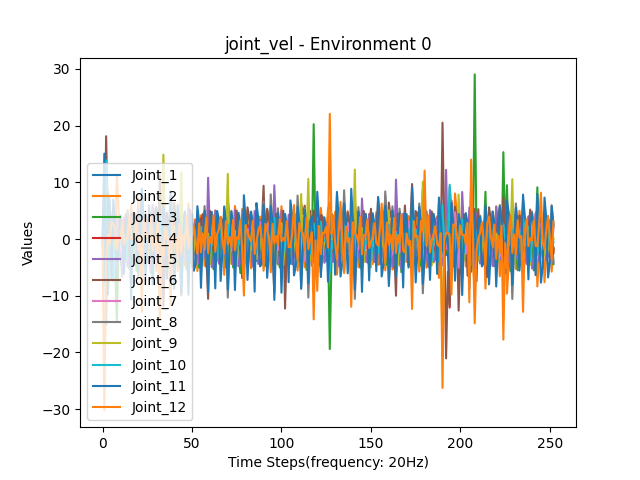 joint_vel - Environment 0
30
20
10
0
−10
−20
−30
Values
Joint_1
Joint_2
Joint_3
Joint_4
Joint_5
Joint_6
Joint_7
Joint_8
Joint_9
Joint_10
Joint_11
Joint_12
0 50 100 150 200 250
Time Steps(frequency: 20Hz)